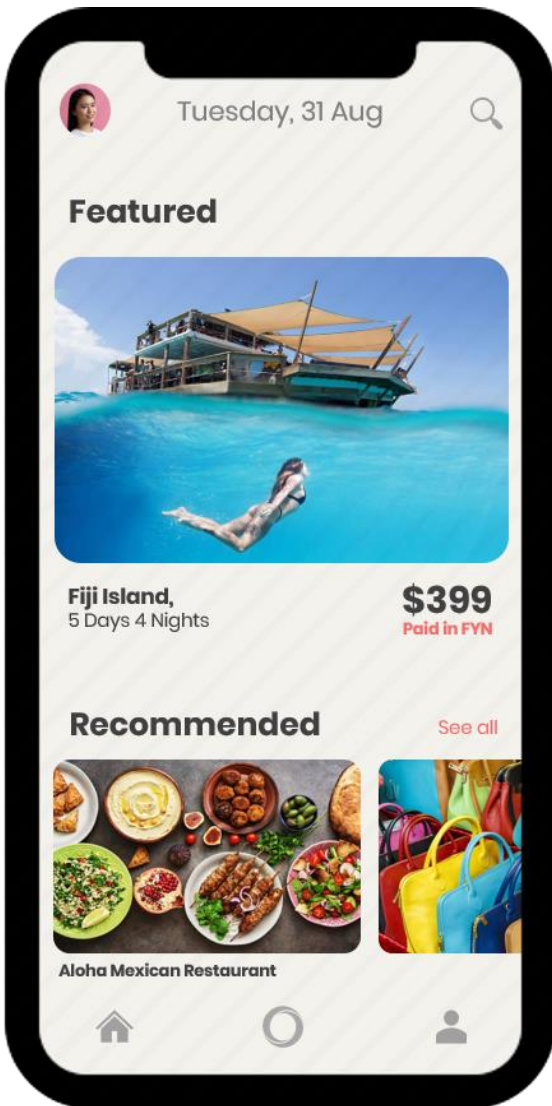 Tuesday, 31 Aug
Featured
Fiji Island,
5 Days 4 Nights
$399
Paid in FYN
Recommended
See all
Aloha Mexican Restaurant